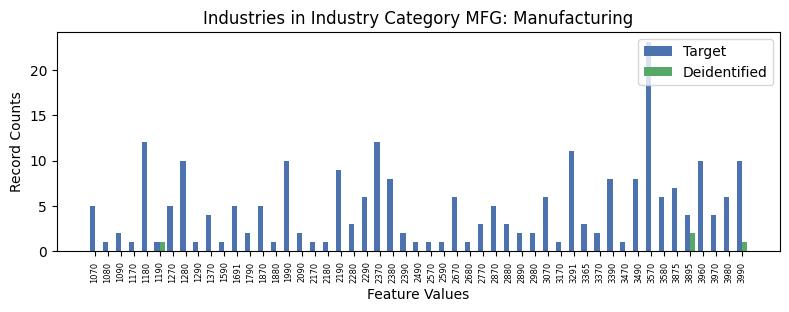 Industries in Industry Category MFG: Manufacturing
Target
Deidentified
Record Counts
20
15
10
5
0
1070 1080 1090 1170 1180 1190 1270 1280 1290 1370 1590 1691 1790 1870 1880 1990 2090 2170 2180 2190 2280 2290 2370 2380 2390 2490 2570 2590 2670 2680 2770 2870 2880 2890 2980 3070 3170 3291 3365 3370 3390 3470 3490 3570 3580 3875 3895 3960 3970 3980 3990
Feature Values